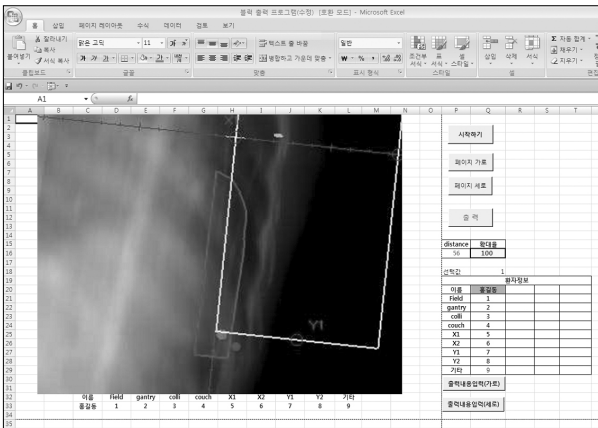 블럭 출력 프로그램(수정) [호환 모드] - Microsoft Excel
홈 삽입 페이지 레이아웃 수식 데이터 검토 보기
잘라내기
복사
서식 복사
붙여넣기
맑은 고딕 11
텍스트 줄 바꿈
병합하고 가운데 맞춤
일반
조건부 서식 표 서식 셀 스타일
삽입 삭제 서식
Σ 자동 합계
채우기
지우기
클립보드 글꼴 맞춤 표시 형식 스타일 셀 편집
A1 fx
A B C D E F G H I J K L M N O P Q R S T
X
Y1
시작하기
페이지 가로
페이지 세로
출 력
distance 확대율
56 100
선택값 1
환자정보
이름 홍길동
Field 1
gantry 2
colli 3
couch 4
X1 5
X2 6
Y1 7
Y2 8
기타 9
출력내용입력(가로)
출력내용입력(세로)
이름 Field gantry colli couch X1 X2 Y1 Y2 기타
홍길동 1 2 3 4 5 6 7 8 9